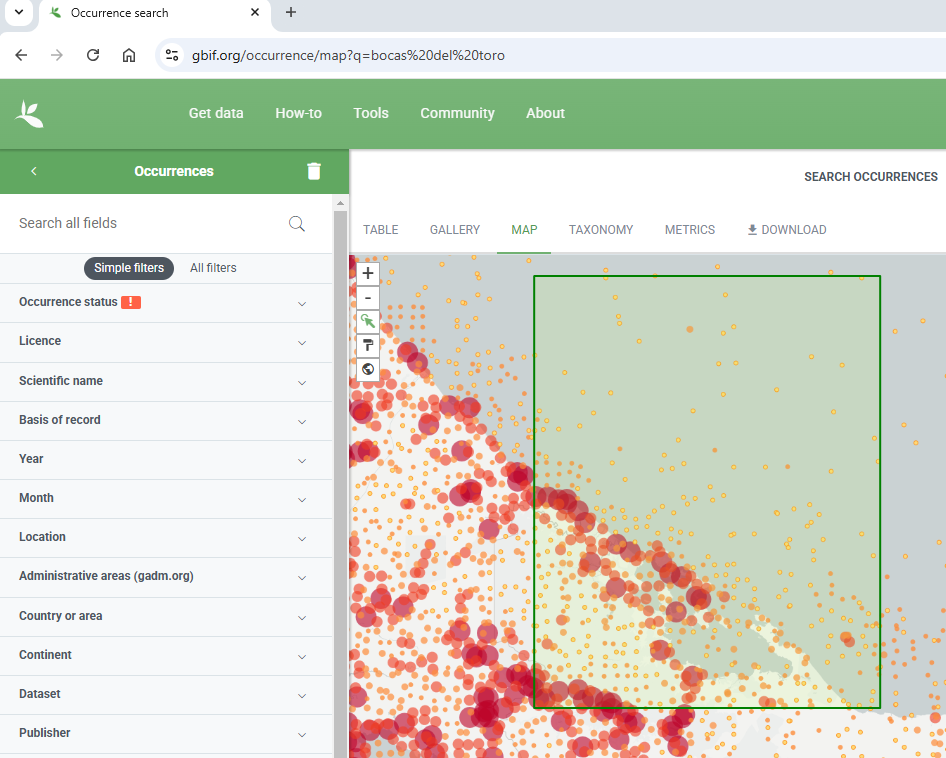 Occurrence search
gbif.org/occurrence/map?q=bocas%20del%20toro
Get data How-to Tools Community About
Occurrences
SEARCH OCCURRENCES
Search all fields
TABLE GALLERY MAP TAXONOMY METRICS DOWNLOAD
Simple filters All filters
+
-
Occurrence status !
Licence
Scientific name
Basis of record
Year
Month
Location
Administrative areas (gadm.org)
Country or area
Continent
Dataset
Publisher